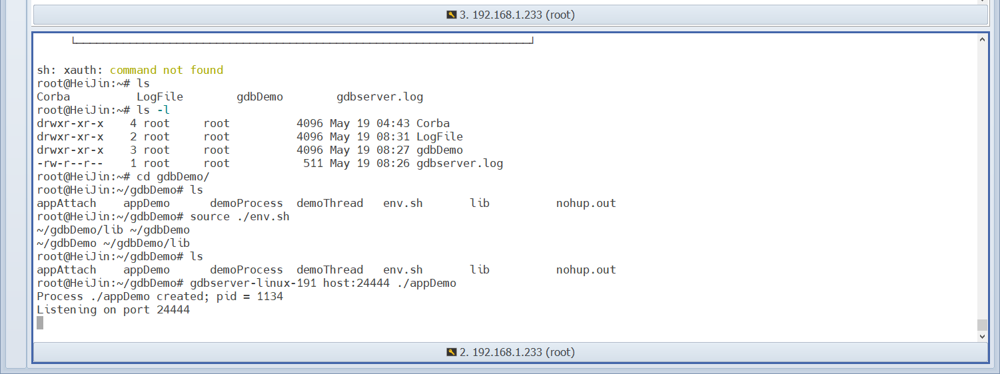 3. 192.168.1.233 (root)
sh: xauth: command not found
root@HeiJin:~# ls
Corba          LogFile        gdbDemo        gdbserver.log
root@HeiJin:~# ls -l
drwxr-xr-x    4 root     root          4096 May 19 04:43 Corba
drwxr-xr-x    2 root     root          4096 May 19 08:31 LogFile
drwxr-xr-x    3 root     root          4096 May 19 08:27 gdbDemo
-rw-r--r--    1 root     root           511 May 19 08:26 gdbserver.log
root@HeiJin:~# cd gdbDemo/
root@HeiJin:~/gdbDemo# ls
appAttach    appDemo      demoProcess  demoThread   env.sh       lib          nohup.out
root@HeiJin:~/gdbDemo# source ./env.sh
~/gdbDemo/lib ~/gdbDemo
~/gdbDemo ~/gdbDemo/lib
root@HeiJin:~/gdbDemo# ls
appAttach    appDemo      demoProcess  demoThread   env.sh       lib          nohup.out
root@HeiJin:~/gdbDemo# gdbserver-linux-191 host:24444 ./appDemo
Process ./appDemo created; pid = 1134
Listening on port 24444
2. 192.168.1.233 (root)